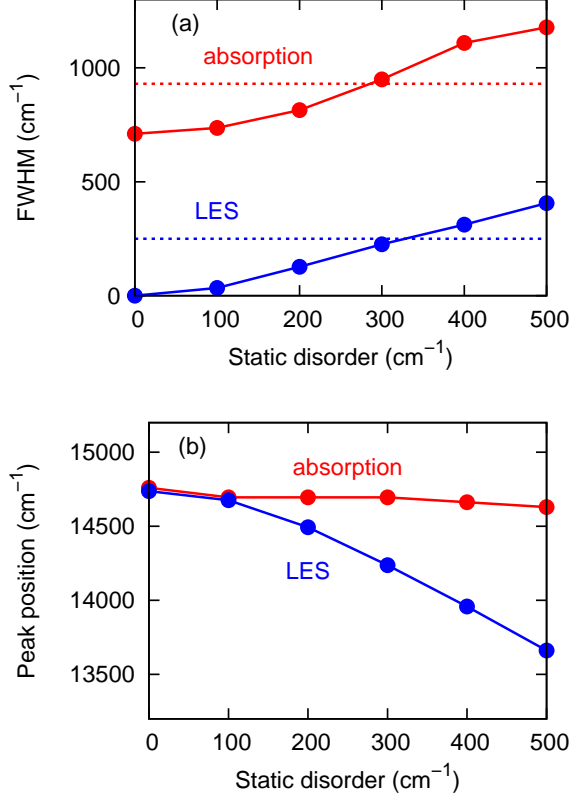 (a)
absorption
LES
FWHM (cm⁻¹)
1000
500
0
0 100 200 300 400 500
Static disorder (cm⁻¹)
(b)
absorption
LES
Peak position (cm⁻¹)
15000
14500
14000
13500
0 100 200 300 400 500
Static disorder (cm⁻¹)